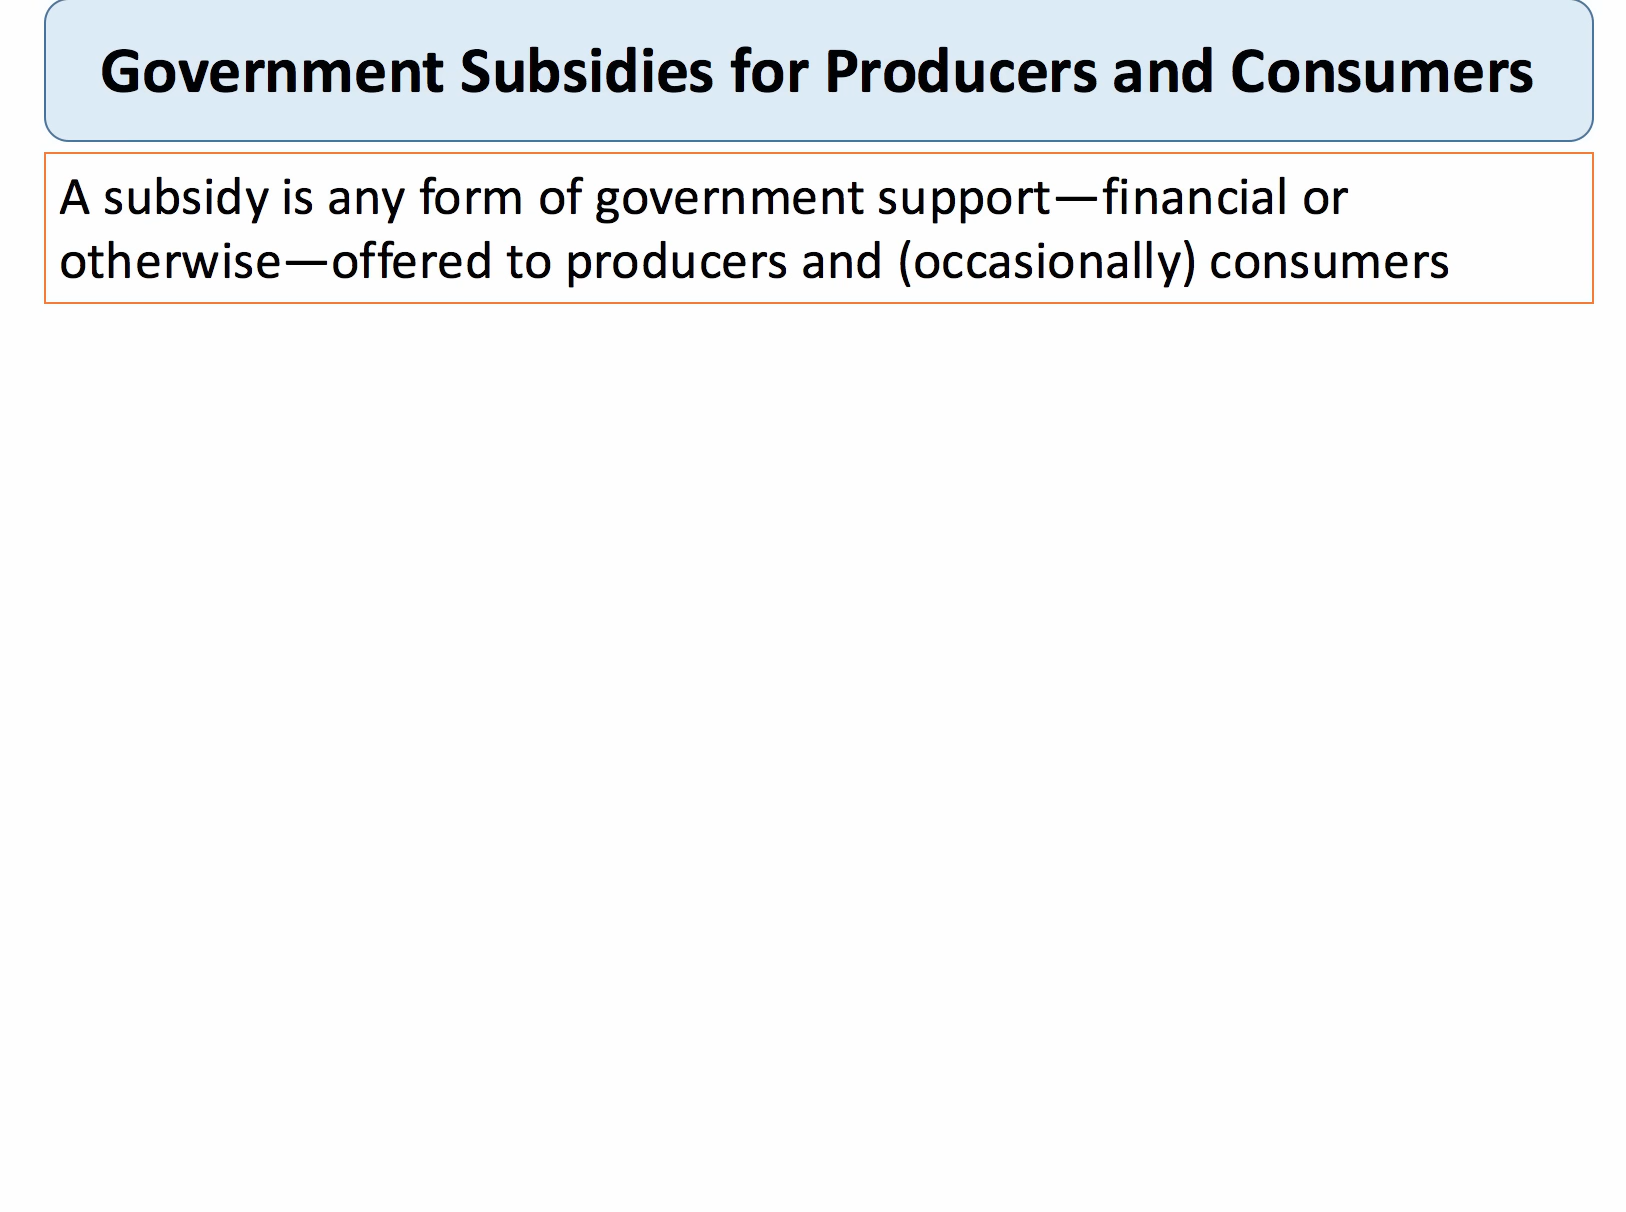 Government Subsidies for Producers and Consumers
A subsidy is any form of government support—financial or
otherwise—offered to producers and (occasionally) consumers